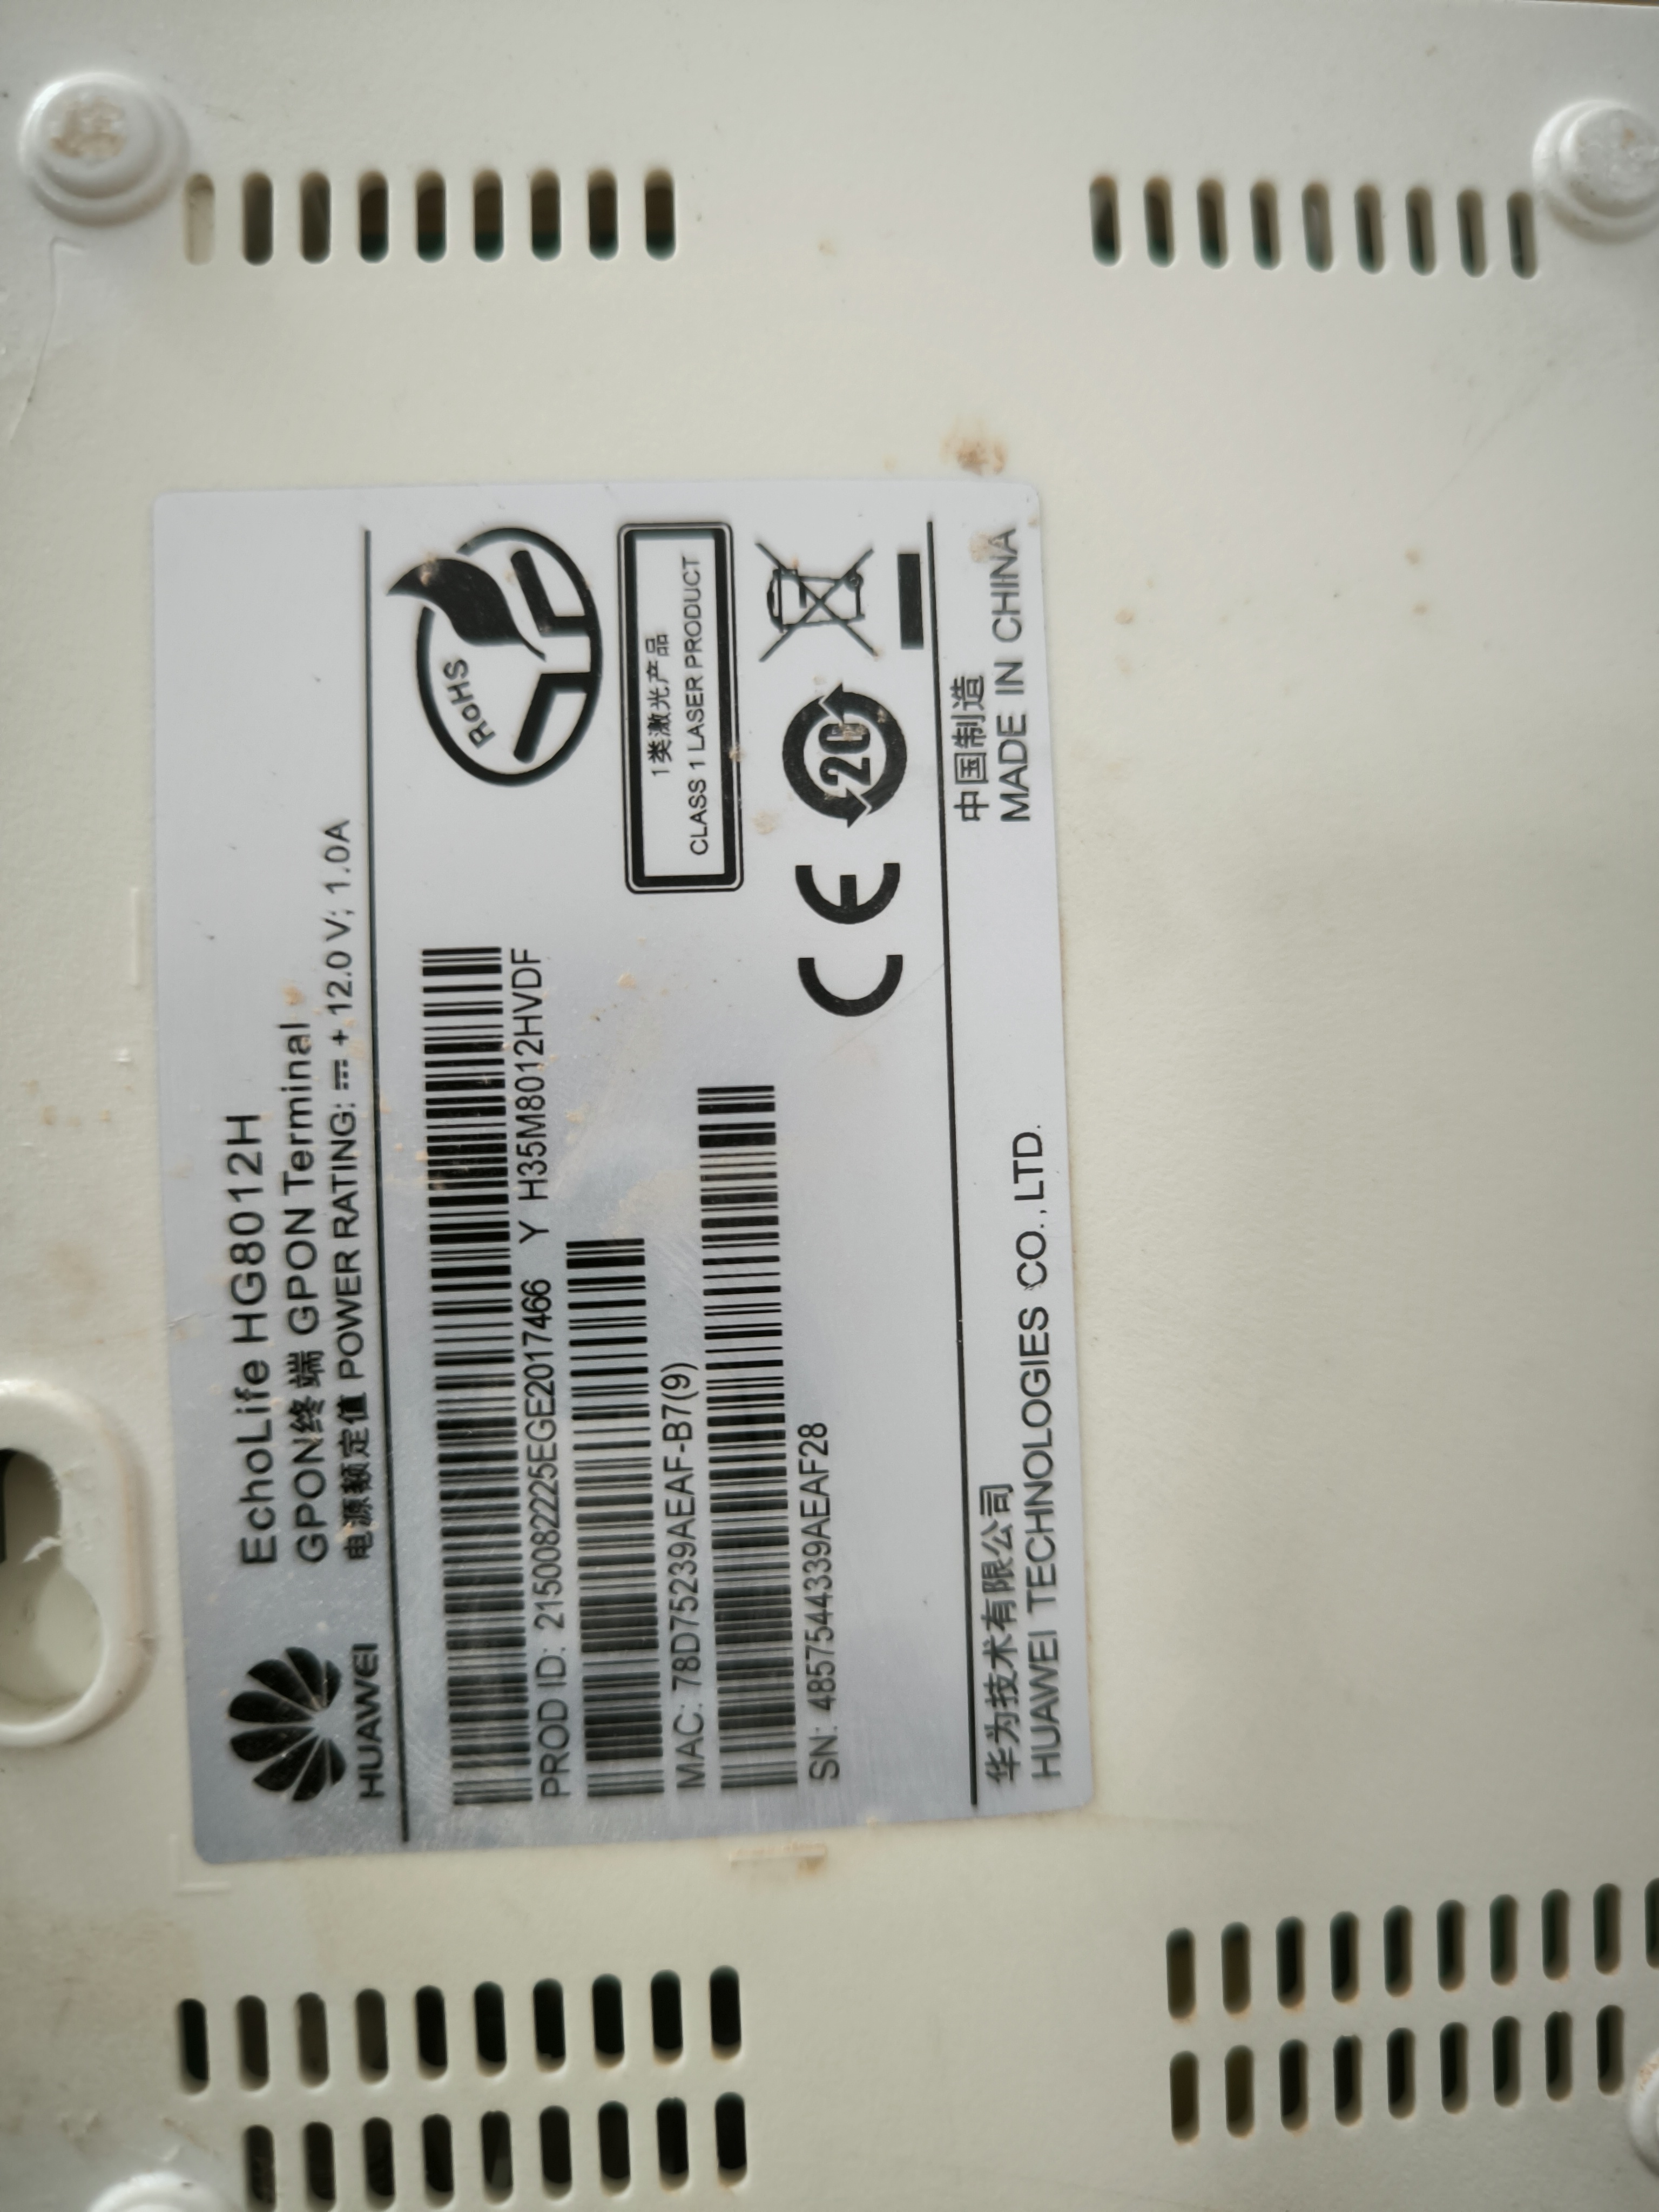 HUAWEI
EchoLife HG8012H
GPON终端 GPON Terminal
电源额定值 POWER RATING: ⎓ + 12.0 V; 1.0A
PROD ID: 2150082225EGE2017466 Y H35M8012HVDF
MAC: 78D75239AEAF-B7(9)
SN: 4857544339AEAF28
RoHS
1类激光产品
CLASS 1 LASER PRODUCT
CE
20
华为技术有限公司
HUAWEI TECHNOLOGIES CO., LTD.
中国制造
MADE IN CHINA